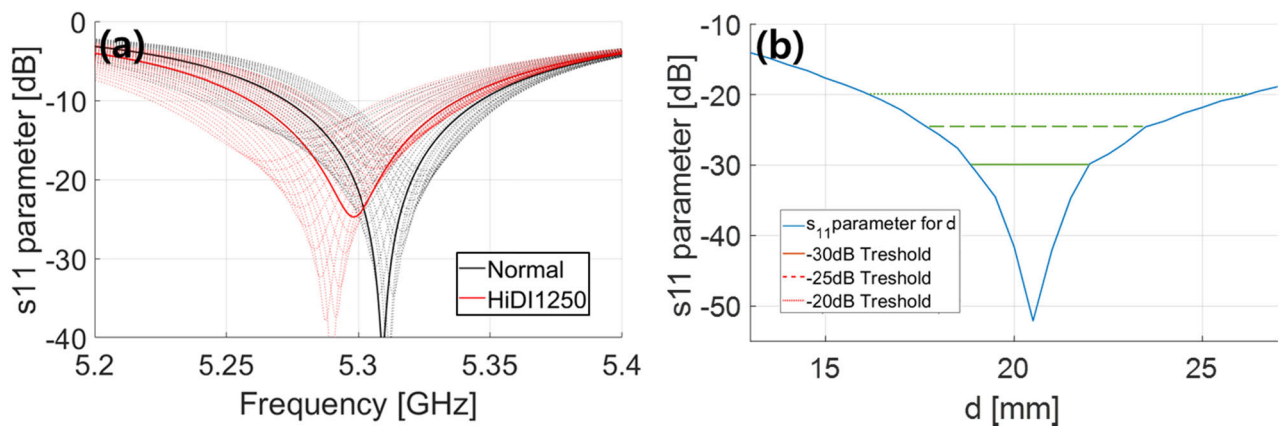 (a)
s11 parameter [dB]
0
-10
-20
-30
-40
5.2
5.25
5.3
5.35
5.4
Frequency [GHz]
Normal
HiDI1250
(b)
s11 parameter [dB]
-10
-20
-30
-40
-50
15
20
25
d [mm]
s11 parameter for d
-30dB Treshold
-25dB Treshold
-20dB Treshold